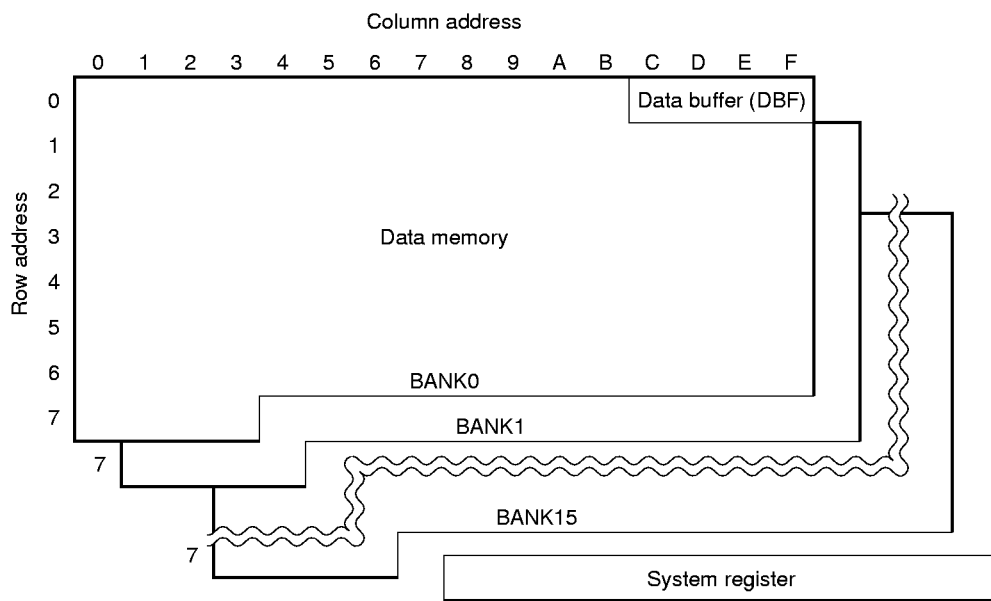 Column address
0 1 2 3 4 5 6 7 8 9 A B C D E F
Row address
0
1
2
3
4
5
6
7
Data buffer (DBF)
Data memory
BANK0
BANK1
7
BANK15
7
System register